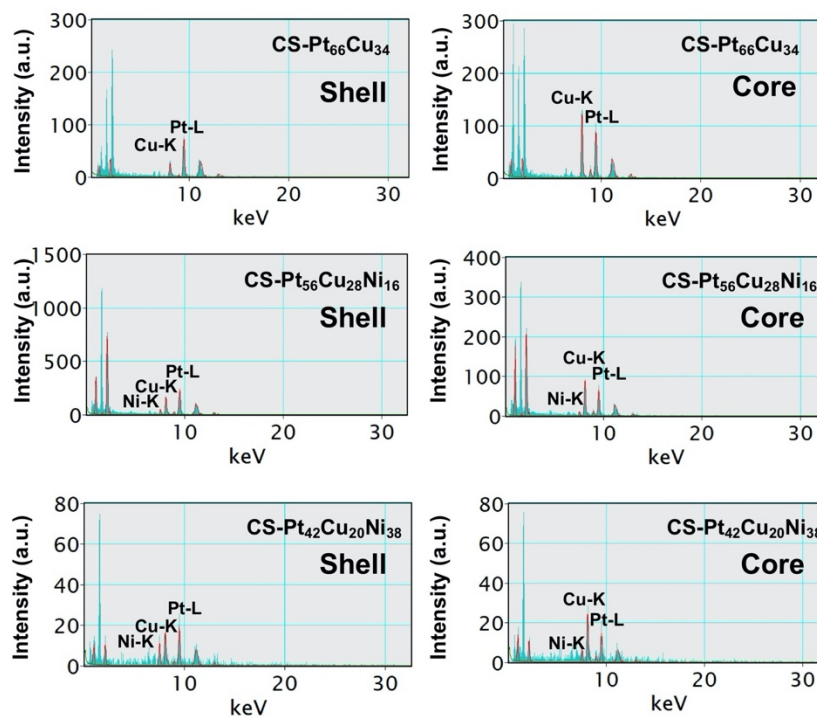 Intensity (a.u.)
300
200
100
0
CS-Pt₆₆Cu₃₄
Shell
Pt-L
Cu-K
10
20
30
keV
Intensity (a.u.)
300
200
100
0
CS-Pt₆₆Cu₃₄
Core
Cu-K
Pt-L
10
20
30
keV
Intensity (a.u.)
1500
1000
500
0
CS-Pt₅₆Cu₂₈Ni₁₆
Shell
Pt-L
Cu-K
Ni-K
10
20
30
keV
Intensity (a.u.)
400
300
200
100
0
CS-Pt₅₆Cu₂₈Ni₁₆
Core
Cu-K
Pt-L
Ni-K
10
20
30
keV
Intensity (a.u.)
80
60
40
20
0
CS-Pt₄₂Cu₂₀Ni₃₈
Shell
Pt-L
Cu-K
Ni-K
10
20
30
keV
Intensity (a.u.)
80
60
40
20
0
CS-Pt₄₂Cu₂₀Ni₃₈
Core
Cu-K
Pt-L
Ni-K
10
20
30
keV